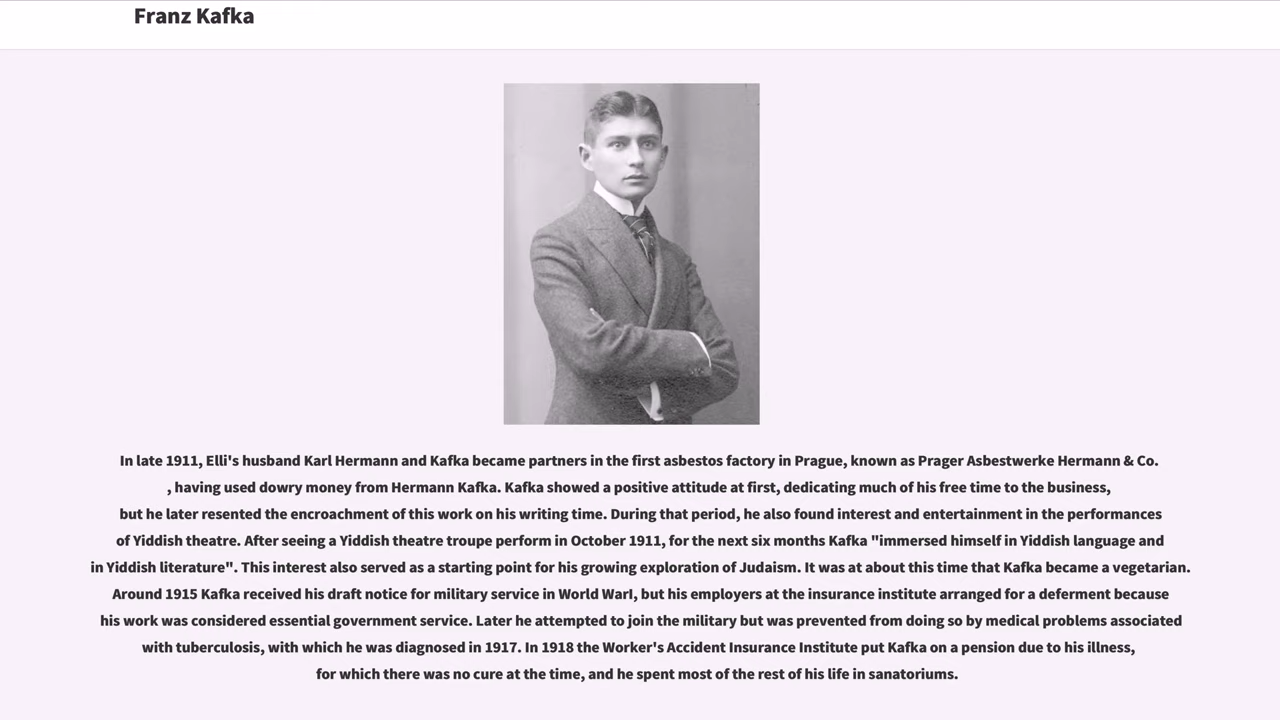 Franz Kafka
In late 1911, Elli's husband Karl Hermann and Kafka became partners in the first asbestos factory in Prague, known as Prager Asbestwerke Hermann & Co.
, having used dowry money from Hermann Kafka. Kafka showed a positive attitude at first, dedicating much of his free time to the business,
but he later resented the encroachment of this work on his writing time. During that period, he also found interest and entertainment in the performances
of Yiddish theatre. After seeing a Yiddish theatre troupe perform in October 1911, for the next six months Kafka "immersed himself in Yiddish language and
in Yiddish literature". This interest also served as a starting point for his growing exploration of Judaism. It was at about this time that Kafka became a vegetarian.
Around 1915 Kafka received his draft notice for military service in World WarI, but his employers at the insurance institute arranged for a deferment because
his work was considered essential government service. Later he attempted to join the military but was prevented from doing so by medical problems associated
with tuberculosis, with which he was diagnosed in 1917. In 1918 the Worker's Accident Insurance Institute put Kafka on a pension due to his illness,
for which there was no cure at the time, and he spent most of the rest of his life in sanatoriums.